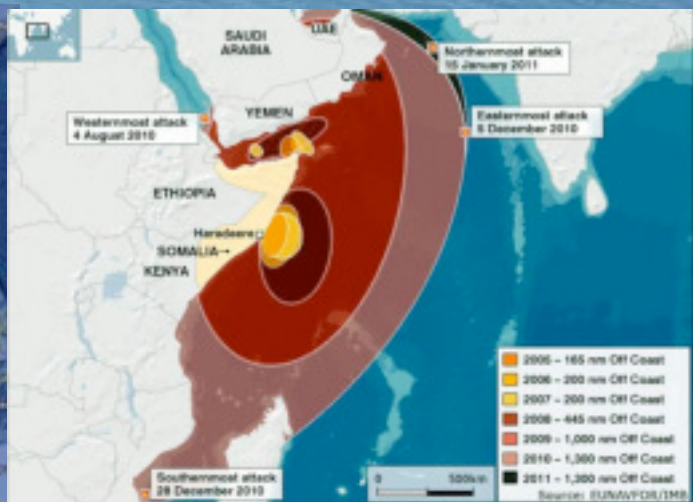 SAUDI
ARABIA
UAE
OMAN
Northernmost attack
15 January 2011
Westernmost attack
4 August 2010
YEMEN
Easternmost attack
5 December 2010
ETHIOPIA
Haradeere
SOMALIA→
KENYA
2005 – 165 nm Off Coast
2006 – 200 nm Off Coast
2007 – 200 nm Off Coast
2008 – 445 nm Off Coast
2009 – 1,000 nm Off Coast
2010 – 1,300 nm Off Coast
2011 – 1,300 nm Off Coast
Southernmost attack
28 December 2010
0 500km
Source: EUNAVFOR/IMB